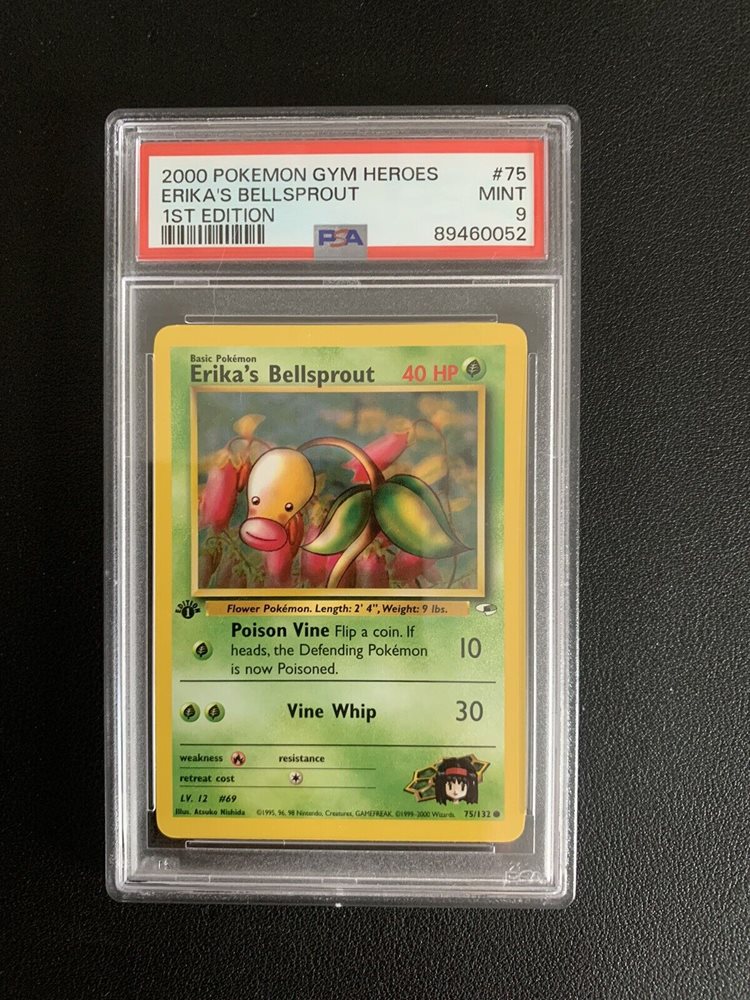 2000 POKEMON GYM HEROES #75
ERIKA'S BELLSPROUT MINT
1ST EDITION 9
PSA 89460052
Basic Pokémon
Erika's Bellsprout 40 HP
EDITION 1
Flower Pokémon. Length: 2' 4", Weight: 9 lbs.
Poison Vine Flip a coin. If
heads, the Defending Pokémon 10
is now Poisoned.
Vine Whip 30
weakness resistance
retreat cost
LV. 12 #69
Illus. Atsuko Nishida ©1995, 96, 98 Nintendo, Creatures, GAMEFREAK. ©1999-2000 Wizards. 75/132